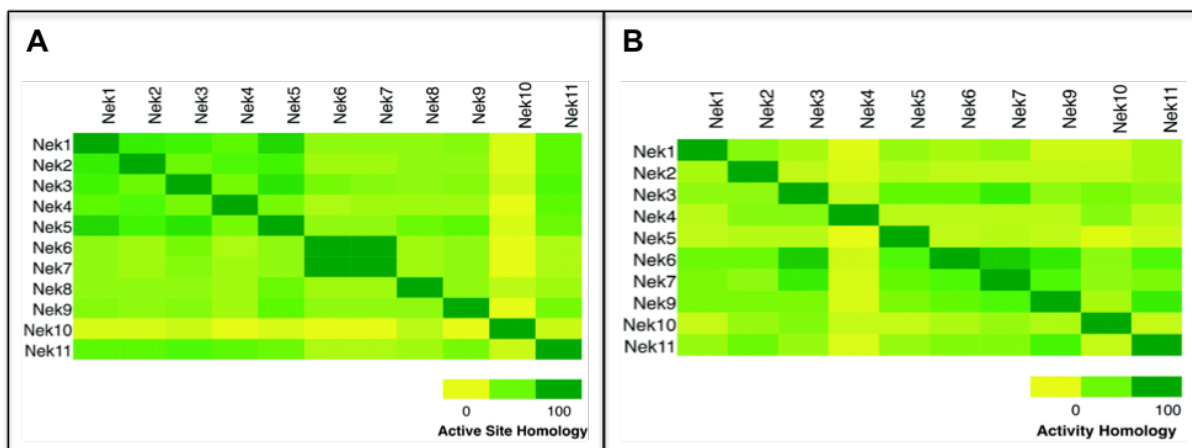 A
Nek1 Nek2 Nek3 Nek4 Nek5 Nek6 Nek7 Nek8 Nek9 Nek10 Nek11
Nek1
Nek2
Nek3
Nek4
Nek5
Nek6
Nek7
Nek8
Nek9
Nek10
Nek11
0 100
Active Site Homology
B
Nek1 Nek2 Nek3 Nek4 Nek5 Nek6 Nek7 Nek9 Nek10 Nek11
Nek1
Nek2
Nek3
Nek4
Nek5
Nek6
Nek7
Nek9
Nek10
Nek11
0 100
Activity Homology